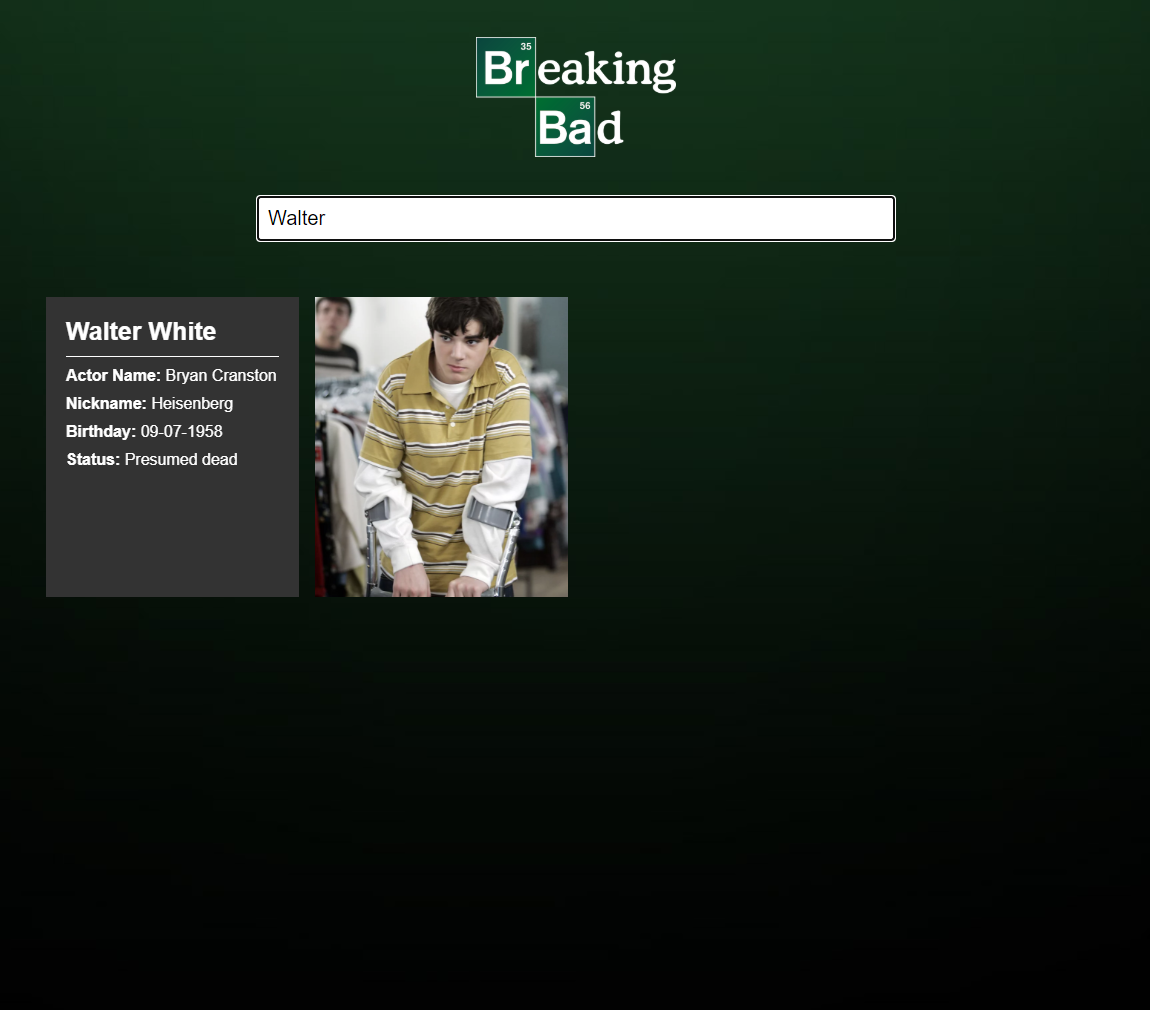 35
Breaking
56
Bad
Walter
Walter White
Actor Name: Bryan Cranston
Nickname: Heisenberg
Birthday: 09-07-1958
Status: Presumed dead